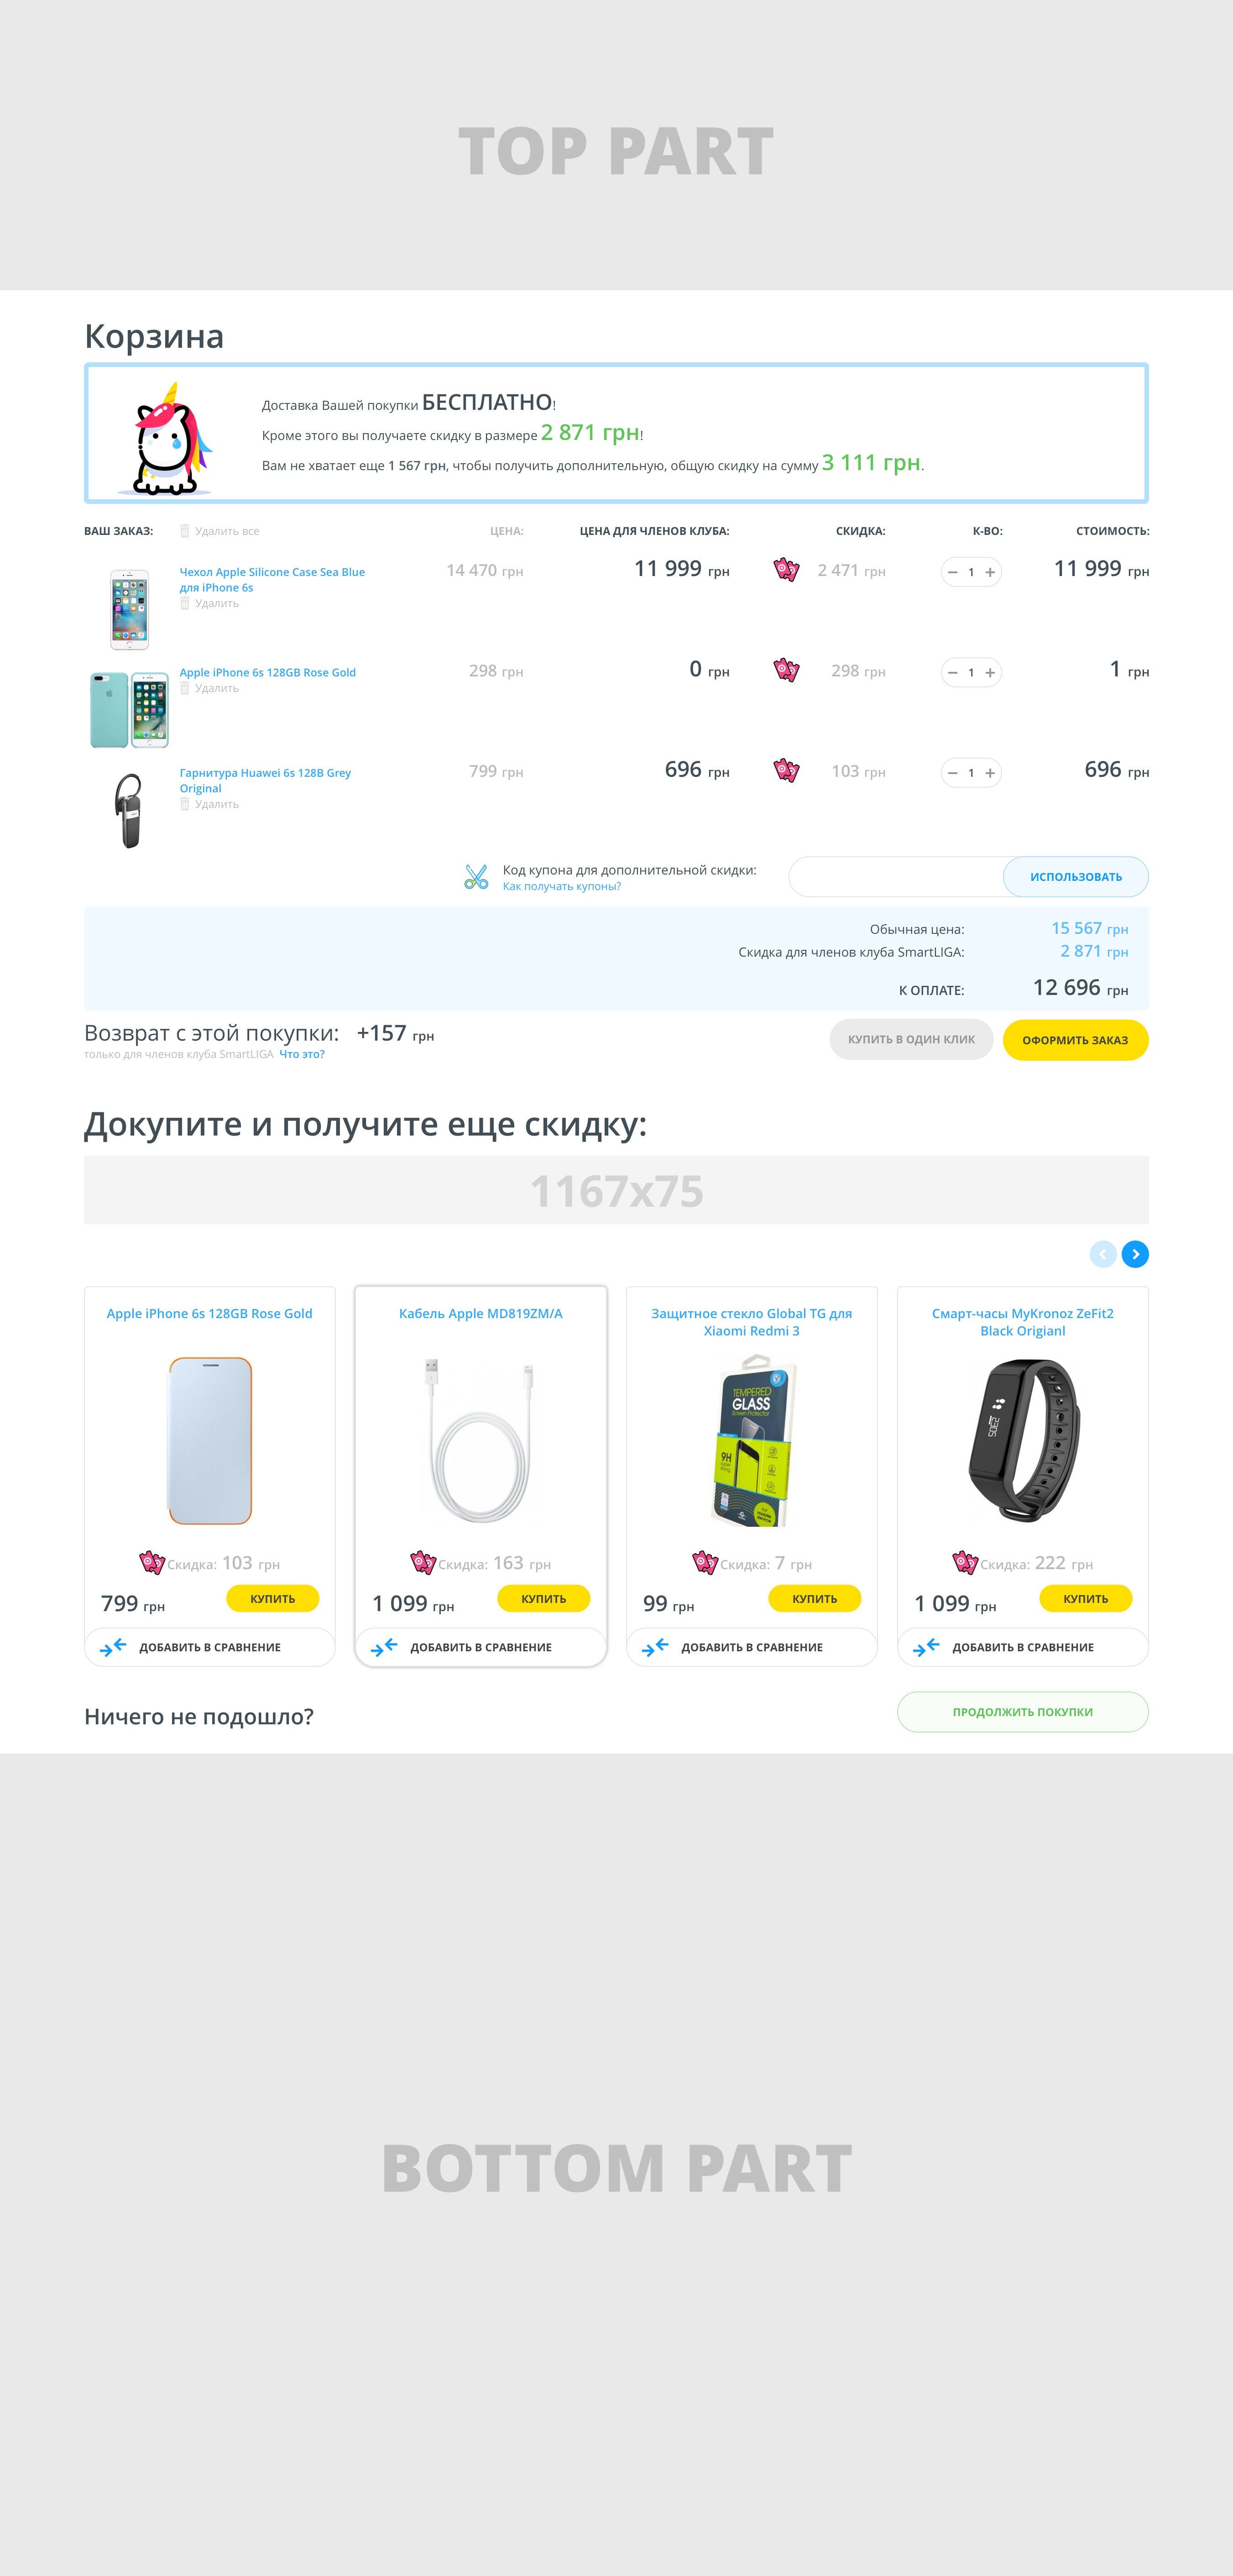 TOP PART
Корзина
Доставка Вашей покупки БЕСПЛАТНО!
Кроме этого вы получаете скидку в размере 2 871 грн!
Вам не хватает еще 1 567 грн, чтобы получить дополнительную, общую скидку на сумму 3 111 грн.
ВАШ ЗАКАЗ: Удалить все ЦЕНА: ЦЕНА ДЛЯ ЧЛЕНОВ КЛУБА: СКИДКА: К-ВО: СТОИМОСТЬ:
Чехол Apple Silicone Case Sea Blue 14 470 грн 11 999 грн 2 471 грн − 1 + 11 999 грн
для iPhone 6s
Удалить
Apple iPhone 6s 128GB Rose Gold 298 грн 0 грн 298 грн − 1 + 1 грн
Удалить
Гарнитура Huawei 6s 128B Grey 799 грн 696 грн 103 грн − 1 + 696 грн
Original
Удалить
Код купона для дополнительной скидки:
Как получать купоны?
ИСПОЛЬЗОВАТЬ
Обычная цена: 15 567 грн
Скидка для членов клуба SmartLIGA: 2 871 грн
К ОПЛАТЕ: 12 696 грн
Возврат с этой покупки: +157 грн
только для членов клуба SmartLIGA Что это?
КУПИТЬ В ОДИН КЛИК ОФОРМИТЬ ЗАКАЗ
Докупите и получите еще скидку:
1167x75
Apple iPhone 6s 128GB Rose Gold
Скидка: 103 грн
799 грн КУПИТЬ
ДОБАВИТЬ В СРАВНЕНИЕ
Кабель Apple MD819ZM/A
Скидка: 163 грн
1 099 грн КУПИТЬ
ДОБАВИТЬ В СРАВНЕНИЕ
Защитное стекло Global TG для
Xiaomi Redmi 3
TEMPERED
GLASS
Screen Protector
9H
Скидка: 7 грн
99 грн КУПИТЬ
ДОБАВИТЬ В СРАВНЕНИЕ
Смарт-часы MyKronoz ZeFit2
Black Origianl
Скидка: 222 грн
1 099 грн КУПИТЬ
ДОБАВИТЬ В СРАВНЕНИЕ
Ничего не подошло?
ПРОДОЛЖИТЬ ПОКУПКИ
BOTTOM PART